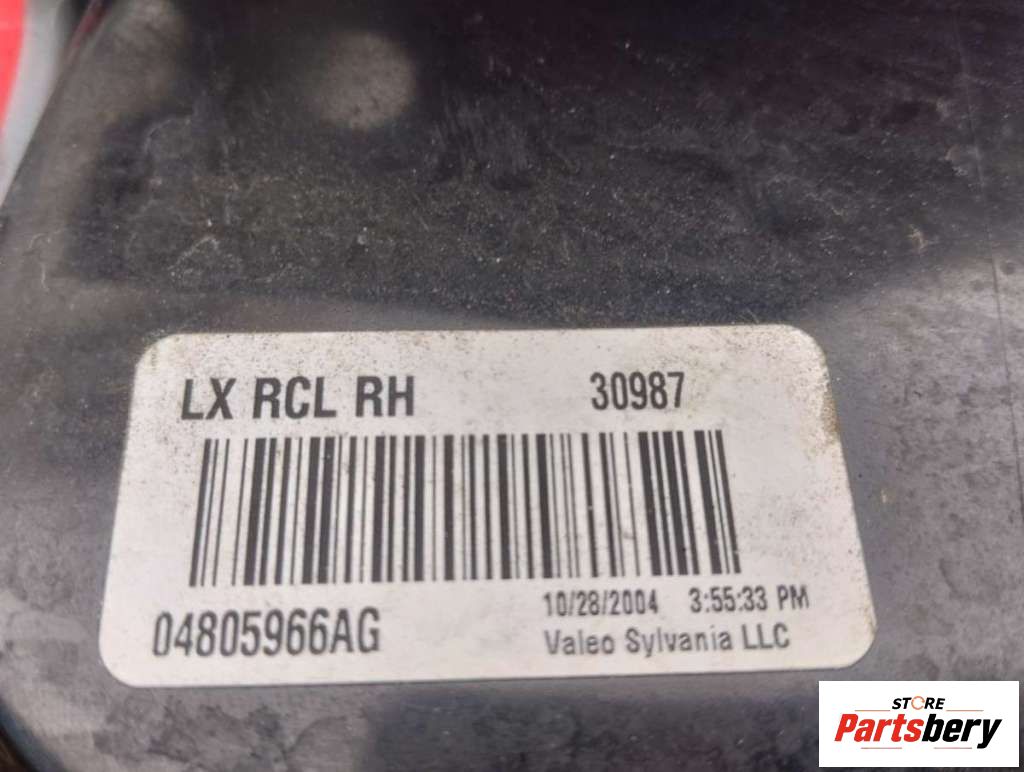 LX RCL RH 30987
04805966AG
10/28/2004 3:55:33 PM
Valeo Sylvania LLC
STORE
Partsbery